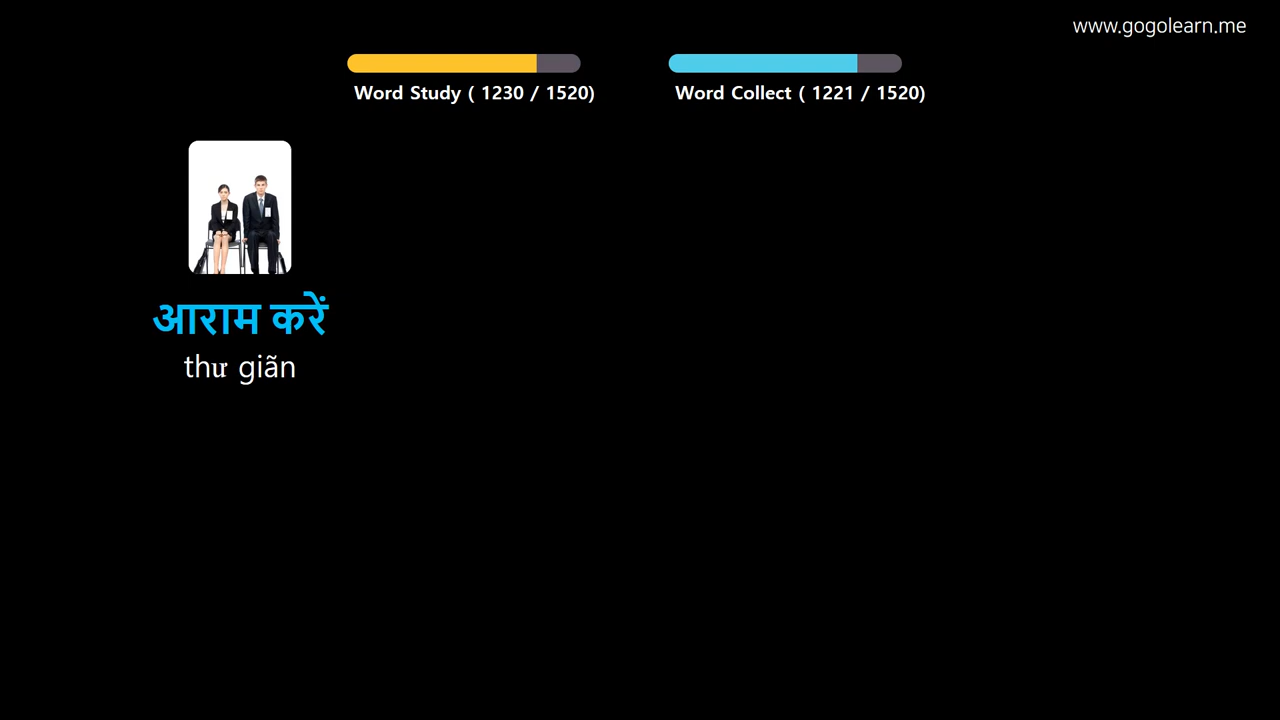 www.gogolearn.me
Word Study ( 1230 / 1520)
Word Collect ( 1221 / 1520)
आराम करें
thư giãn